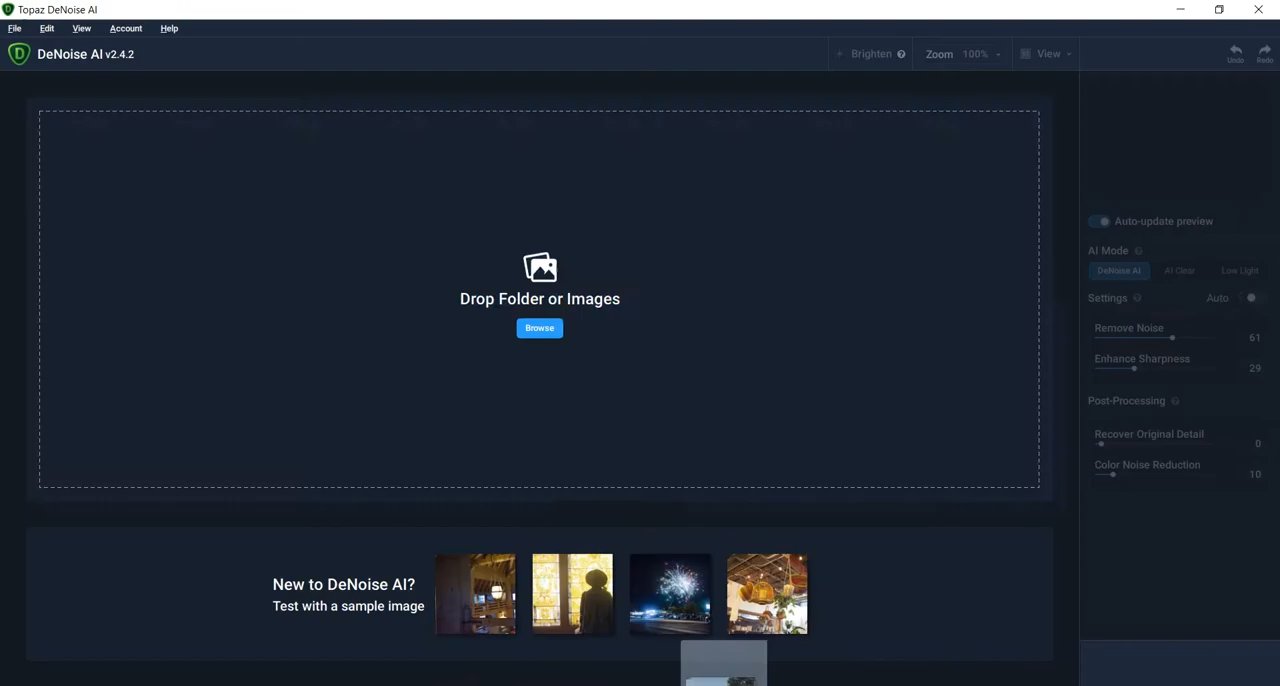 Topaz DeNoise AI
File Edit View Account Help
DeNoise AI v2.4.2
Brighten
Zoom 100%
View
Undo
Redo
Drop Folder or Images
Browse
New to DeNoise AI?
Test with a sample image
Auto-update preview
AI Mode
DeNoise AI AI Clear Low Light
Settings Auto
Remove Noise 61
Enhance Sharpness 29
Post-Processing
Recover Original Detail 0
Color Noise Reduction 10